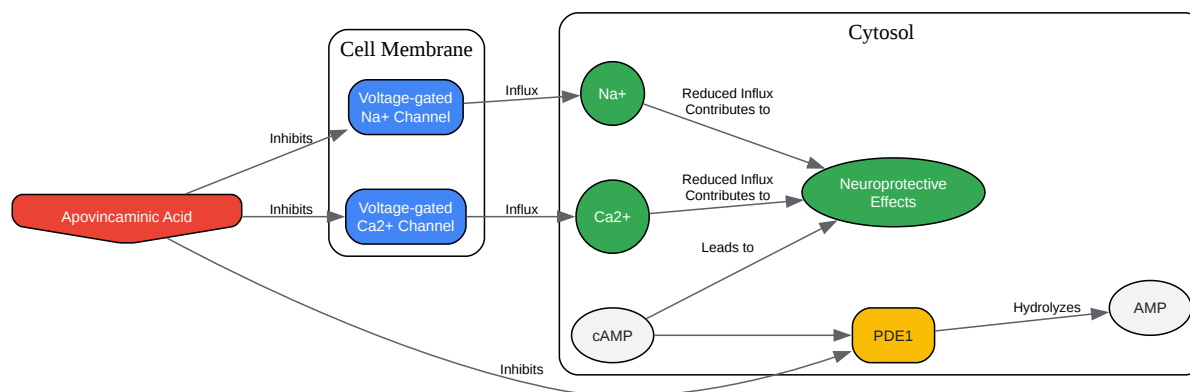 Cell Membrane
Cytosol
Voltage-gated
Na+ Channel
Influx
Na+
Reduced Influx
Contributes to
Inhibits
Apovincaminic Acid
Inhibits
Voltage-gated
Ca2+ Channel
Influx
Ca2+
Reduced Influx
Contributes to
Neuroprotective
Effects
Leads to
cAMP
PDE1
Hydrolyzes
AMP
Inhibits